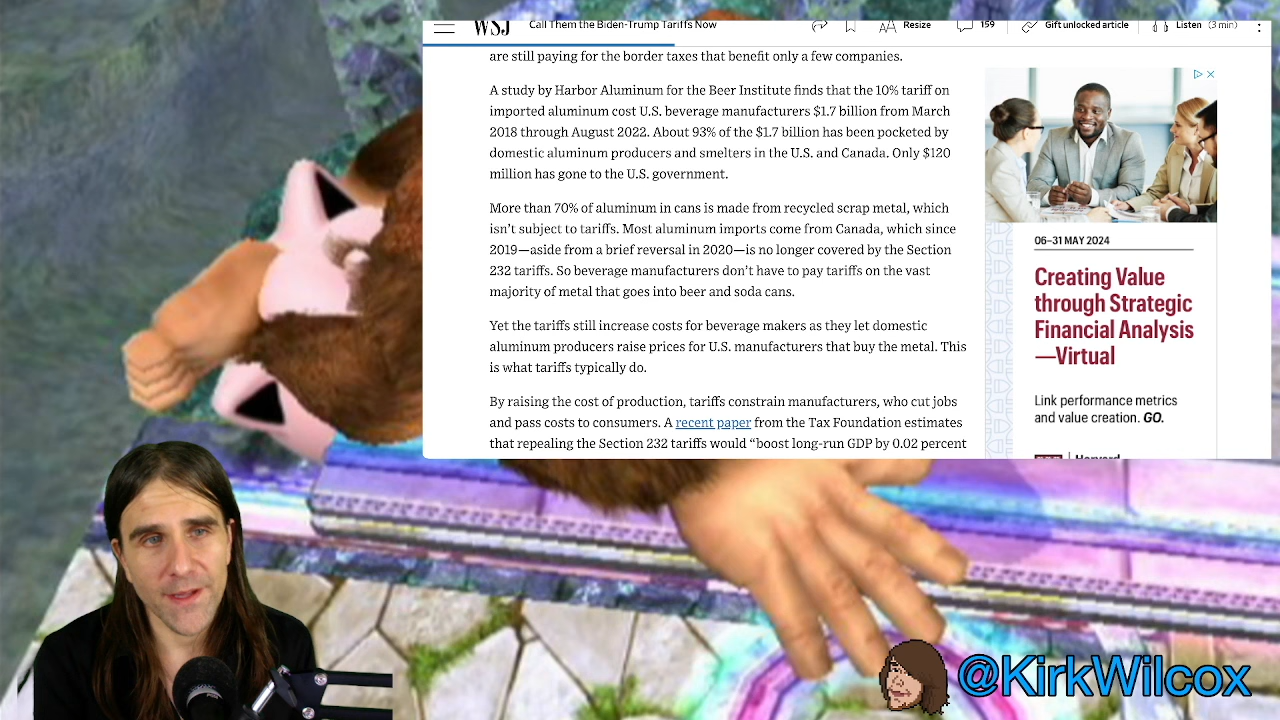 WSJ Call Them the Biden-Trump Tariffs Now Resize 159 Gift unlocked article Listen (3 min)
are still paying for the border taxes that benefit only a few companies.
A study by Harbor Aluminum for the Beer Institute finds that the 10% tariff on
imported aluminum cost U.S. beverage manufacturers $1.7 billion from March
2018 through August 2022. About 93% of the $1.7 billion has been pocketed by
domestic aluminum producers and smelters in the U.S. and Canada. Only $120
million has gone to the U.S. government.
More than 70% of aluminum in cans is made from removed scrap metal, which
isn't subject to tariffs. Most aluminum imports come from Canada, which since
2019—aside from a brief reversal in 2020—are no longer covered by the section
232 tariffs. So beverage manufacturers don't have to pay tariffs on the vast
majority of metal that goes into beer and soda cans.
Yet the tariffs still increase costs for beverage makers as they let domestic
aluminum producers raise prices for U.S. manufacturers that buy the metal. This
is what tariffs typically do.
By raising the cost of production, tariffs constrain manufacturers, who cut jobs
and pass costs to consumers. A recent paper from the Tax Foundation estimates
that repealing the Section 232 tariffs would "boost long-run GDP by 0.02 percent
06–31 MAY 2024
Creating Value
through Strategic
Financial Analysis
—Virtual
Link performance metrics
and value creation. GO.
Harvard
@KirkWilcox